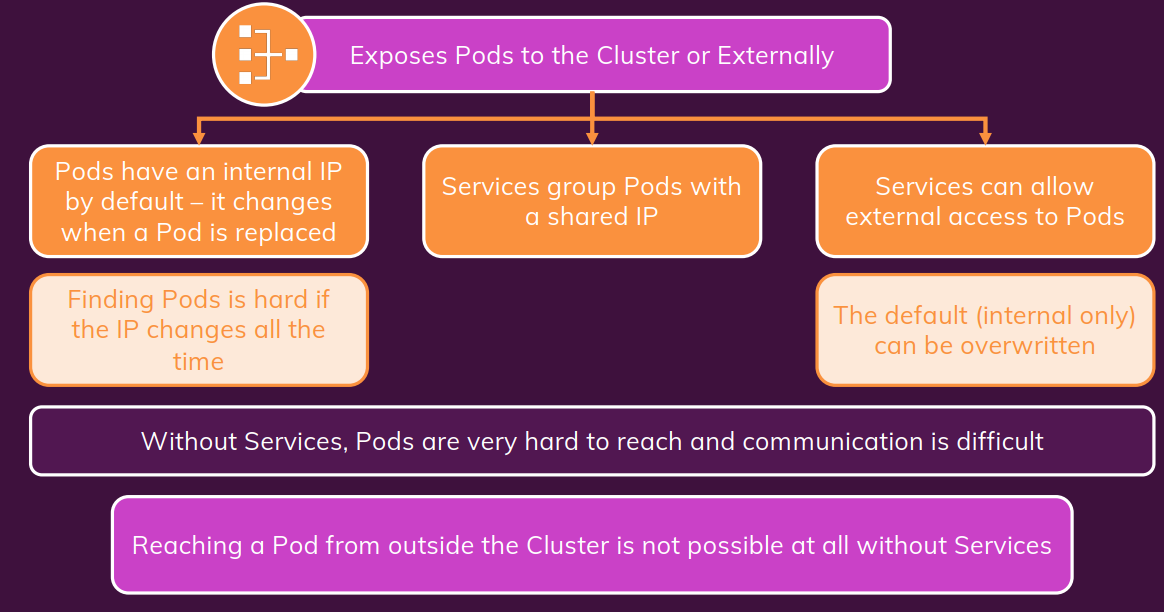 Exposes Pods to the Cluster or Externally
Pods have an internal IP
by default – it changes
when a Pod is replaced
Services group Pods with
a shared IP
Services can allow
external access to Pods
Finding Pods is hard if
the IP changes all the
time
The default (internal only)
can be overwritten
Without Services, Pods are very hard to reach and communication is difficult
Reaching a Pod from outside the Cluster is not possible at all without Services